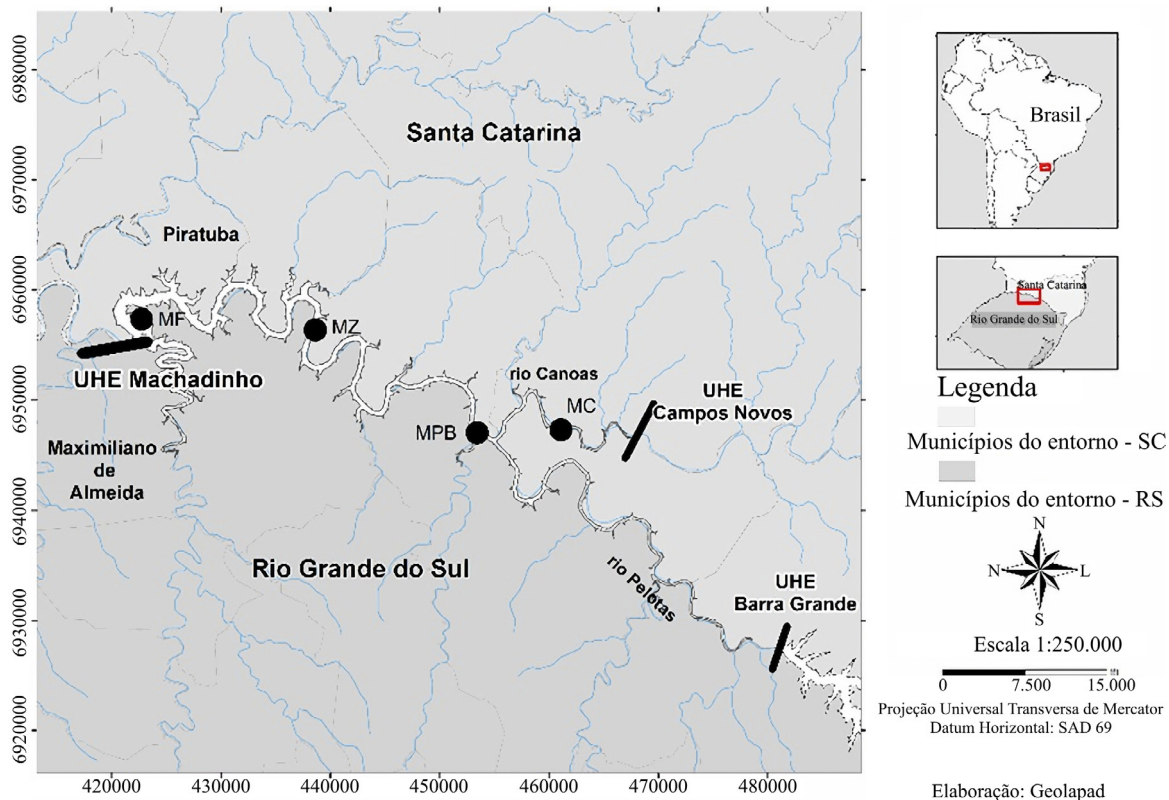 6980000
6970000
6960000
6950000
6940000
6930000
6920000
420000
430000
440000
450000
460000
470000
480000
Santa Catarina
Piratuba
MF
MZ
UHE Machadinho
rio Canoas
MC
UHE
Campos Novos
MPB
Maximiliano
de
Almeida
Rio Grande do Sul
rio Pelotas
UHE
Barra Grande
Brasil
Santa Catarina
Rio Grande do Sul
Legenda
Municípios do entorno - SC
Municípios do entorno - RS
N
N
L
S
Escala 1:250.000
0
7.500
15.000
Projeção Universal Transversa de Mercator
Datum Horizontal: SAD 69
Elaboração: Geolapad